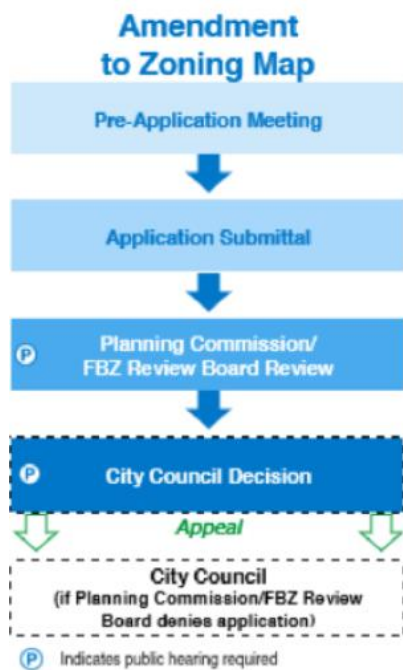 Amendment
to Zoning Map
Pre-Application Meeting
Application Submittal
P
Planning Commission/
FBZ Review Board Review
P
City Council Decision
Appeal
City Council
(if Planning Commission/FBZ Review
Board denies application)
P Indicates public hearing required